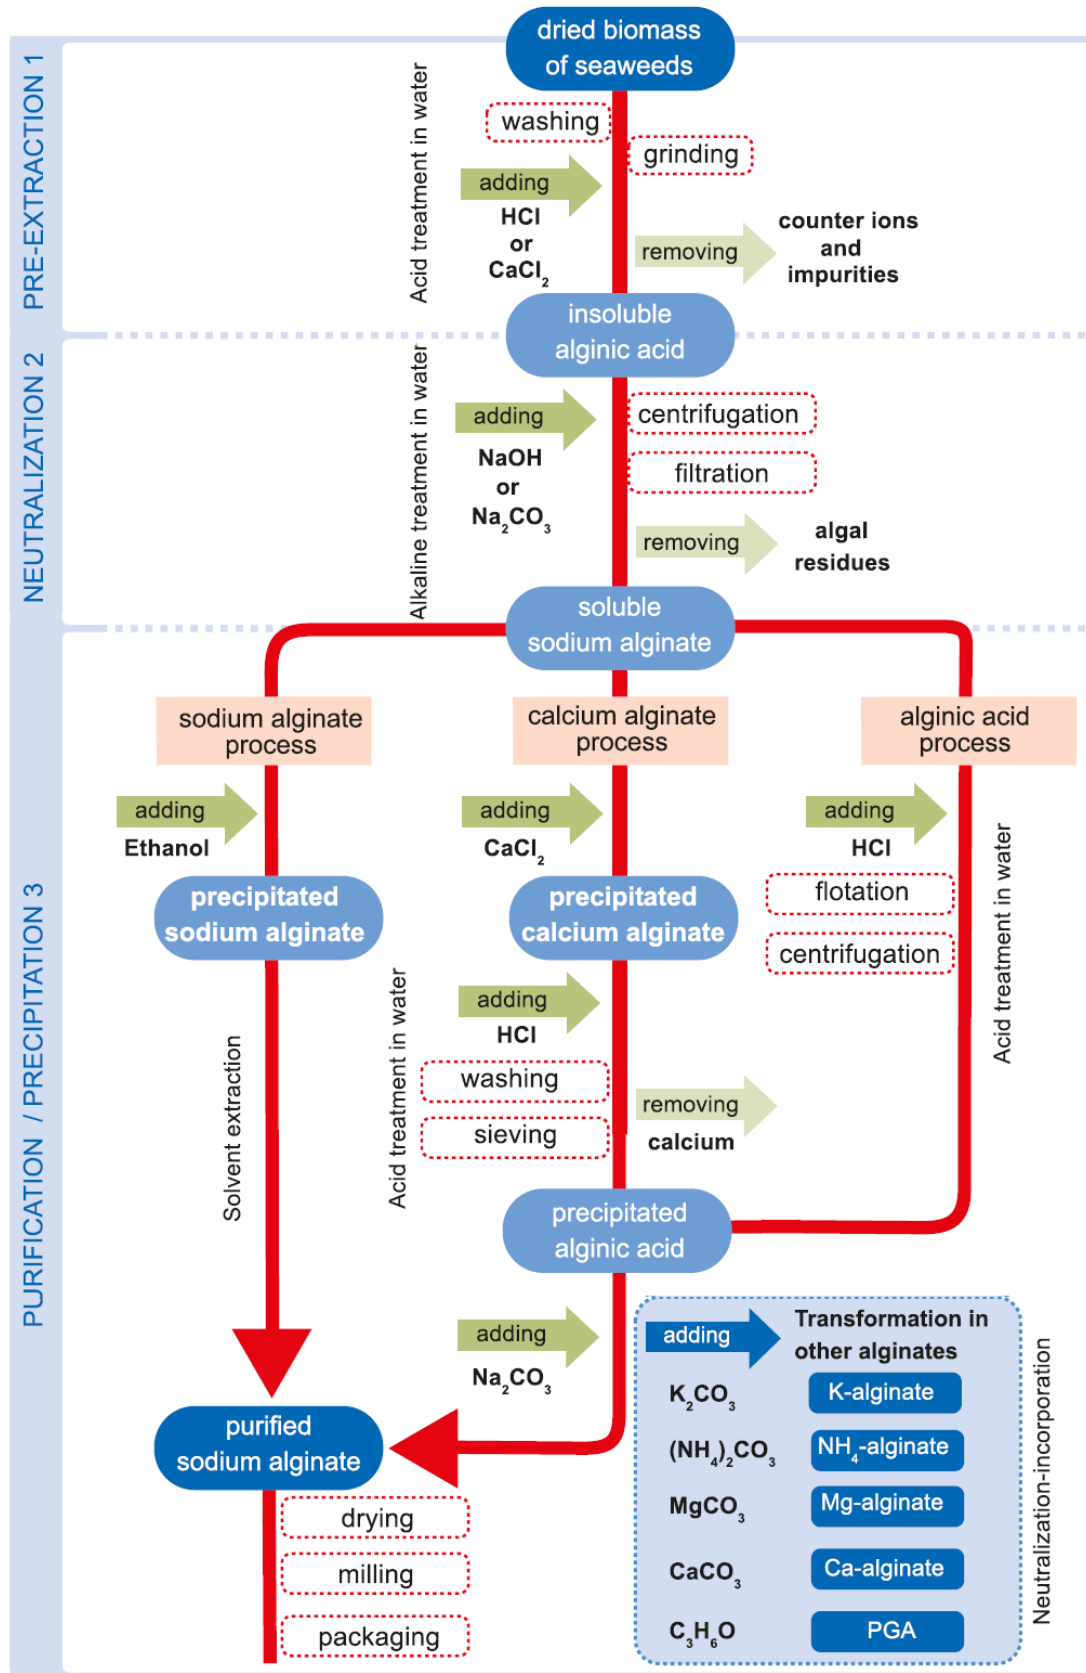 PRE-EXTRACTION 1
dried biomass
of seaweeds
Acid treatment in water
washing
grinding
adding
HCl
or
CaCl₂
removing
counter ions
and
impurities
insoluble
alginic acid
NEUTRALIZATION 2
Alkaline treatment in water
adding
NaOH
or
Na₂CO₃
centrifugation
filtration
removing
algal
residues
soluble
sodium alginate
PURIFICATION / PRECIPITATION 3
sodium alginate
process
adding
Ethanol
precipitated
sodium alginate
Solvent extraction
calcium alginate
process
adding
CaCl₂
precipitated
calcium alginate
Acid treatment in water
adding
HCl
washing
sieving
removing
calcium
alginic acid
process
adding
HCl
flotation
centrifugation
Acid treatment in water
precipitated
alginic acid
adding
Na₂CO₃
purified
sodium alginate
drying
milling
packaging
adding
Transformation in
other alginates
K₂CO₃
K-alginate
(NH₄)₂CO₃
NH₄-alginate
MgCO₃
Mg-alginate
CaCO₃
Ca-alginate
C₃H₆O
PGA
Neutralization-incorporation